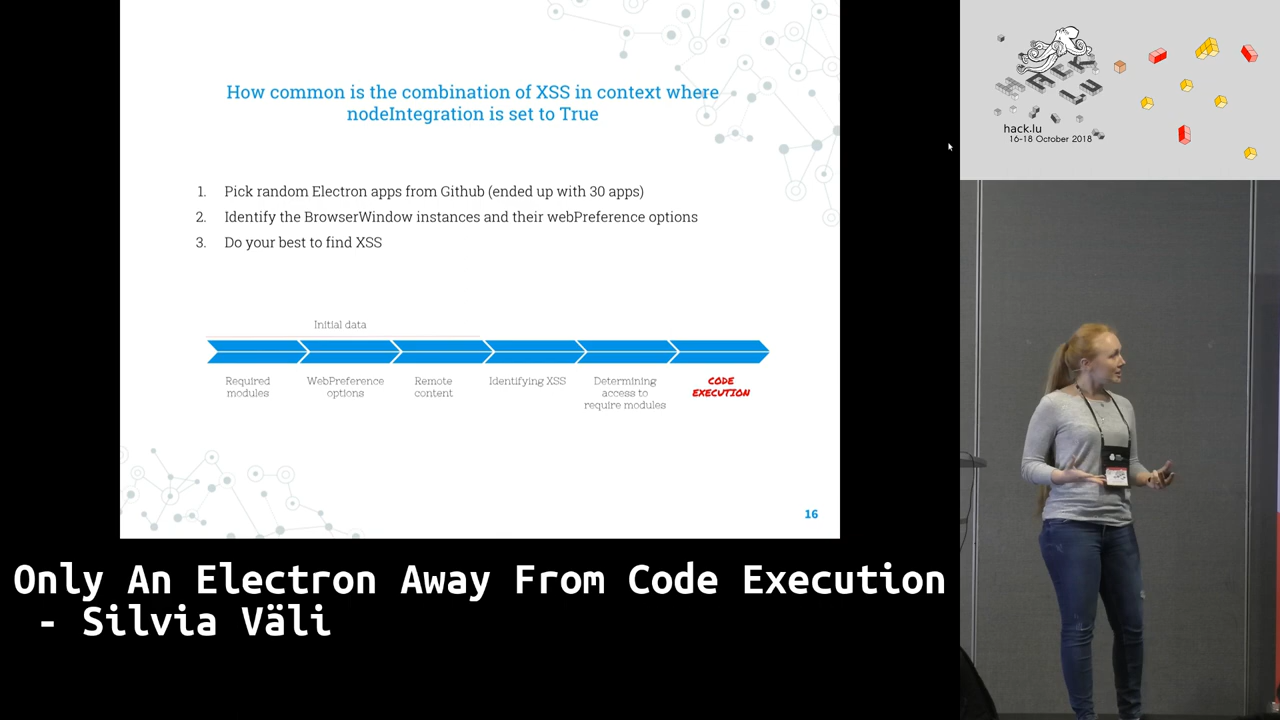 How common is the combination of XSS in context where
nodeIntegration is set to True
1. Pick random Electron apps from Github (ended up with 30 apps)
2. Identify the BrowserWindow instances and their webPreference options
3. Do your best to find XSS
Initial data
Required
modules
WebPreference
options
Remote
content
Identifying XSS
Determining
access to
require modules
CODE
EXECUTION
16
Only An Electron Away From Code Execution
- Silvia Väli
HACK
LU
hack.lu
16-18 October 2018